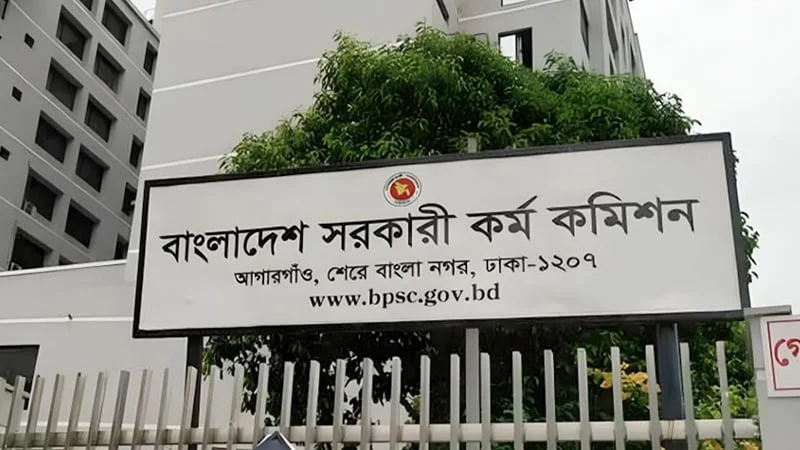 বাংলাদেশ সরকারী কর্ম কমিশন
আগারগাঁও, শেরে বাংলা নগর, ঢাকা-১২০৭
www.bpsc.gov.bd